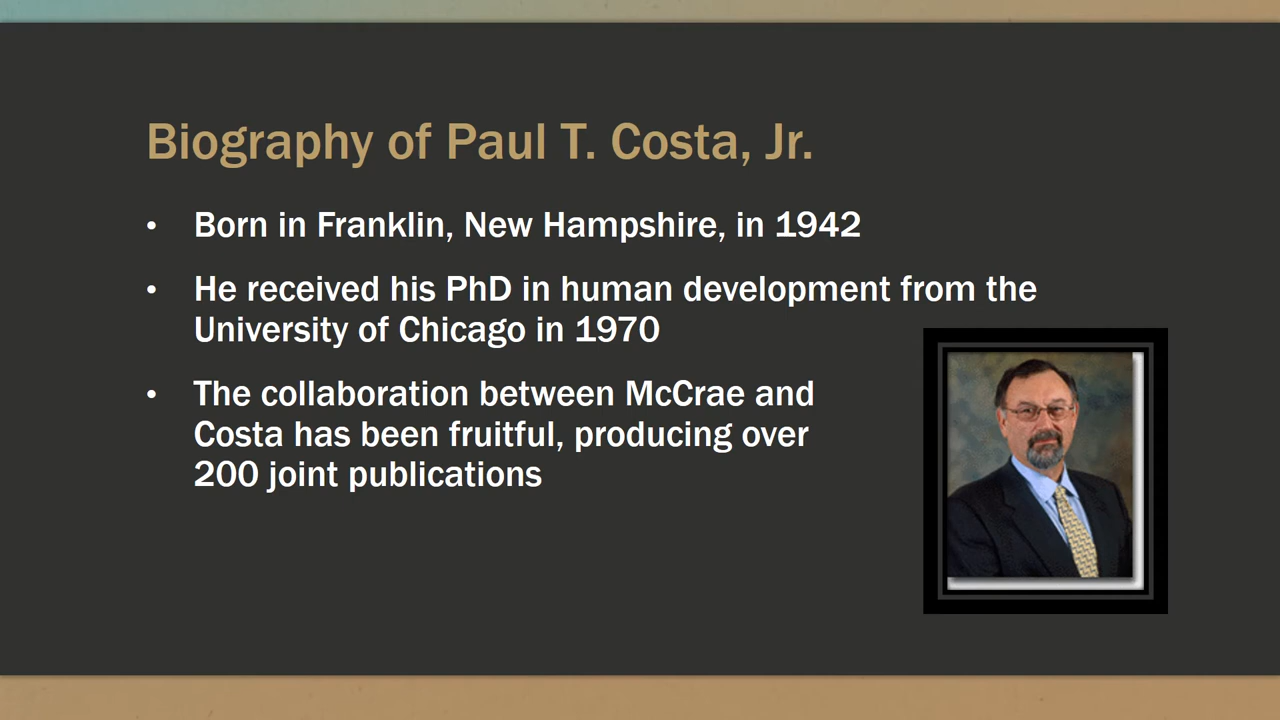 Biography of Paul T. Costa, Jr.
• Born in Franklin, New Hampshire, in 1942
• He received his PhD in human development from the
University of Chicago in 1970
• The collaboration between McCrae and
Costa has been fruitful, producing over
200 joint publications